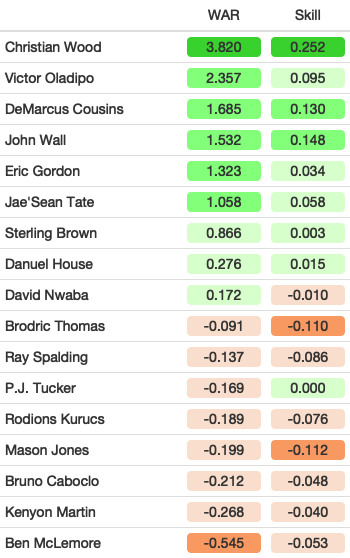 WAR Skill
Christian Wood 3.820 0.252
Victor Oladipo 2.357 0.095
DeMarcus Cousins 1.685 0.130
John Wall 1.532 0.148
Eric Gordon 1.323 0.034
Jae'Sean Tate 1.058 0.058
Sterling Brown 0.866 0.003
Danuel House 0.276 0.015
David Nwaba 0.172 -0.010
Brodric Thomas -0.091 -0.110
Ray Spalding -0.137 -0.086
P.J. Tucker -0.169 0.000
Rodions Kurucs -0.189 -0.076
Mason Jones -0.199 -0.112
Bruno Caboclo -0.212 -0.048
Kenyon Martin -0.268 -0.040
Ben McLemore -0.545 -0.053